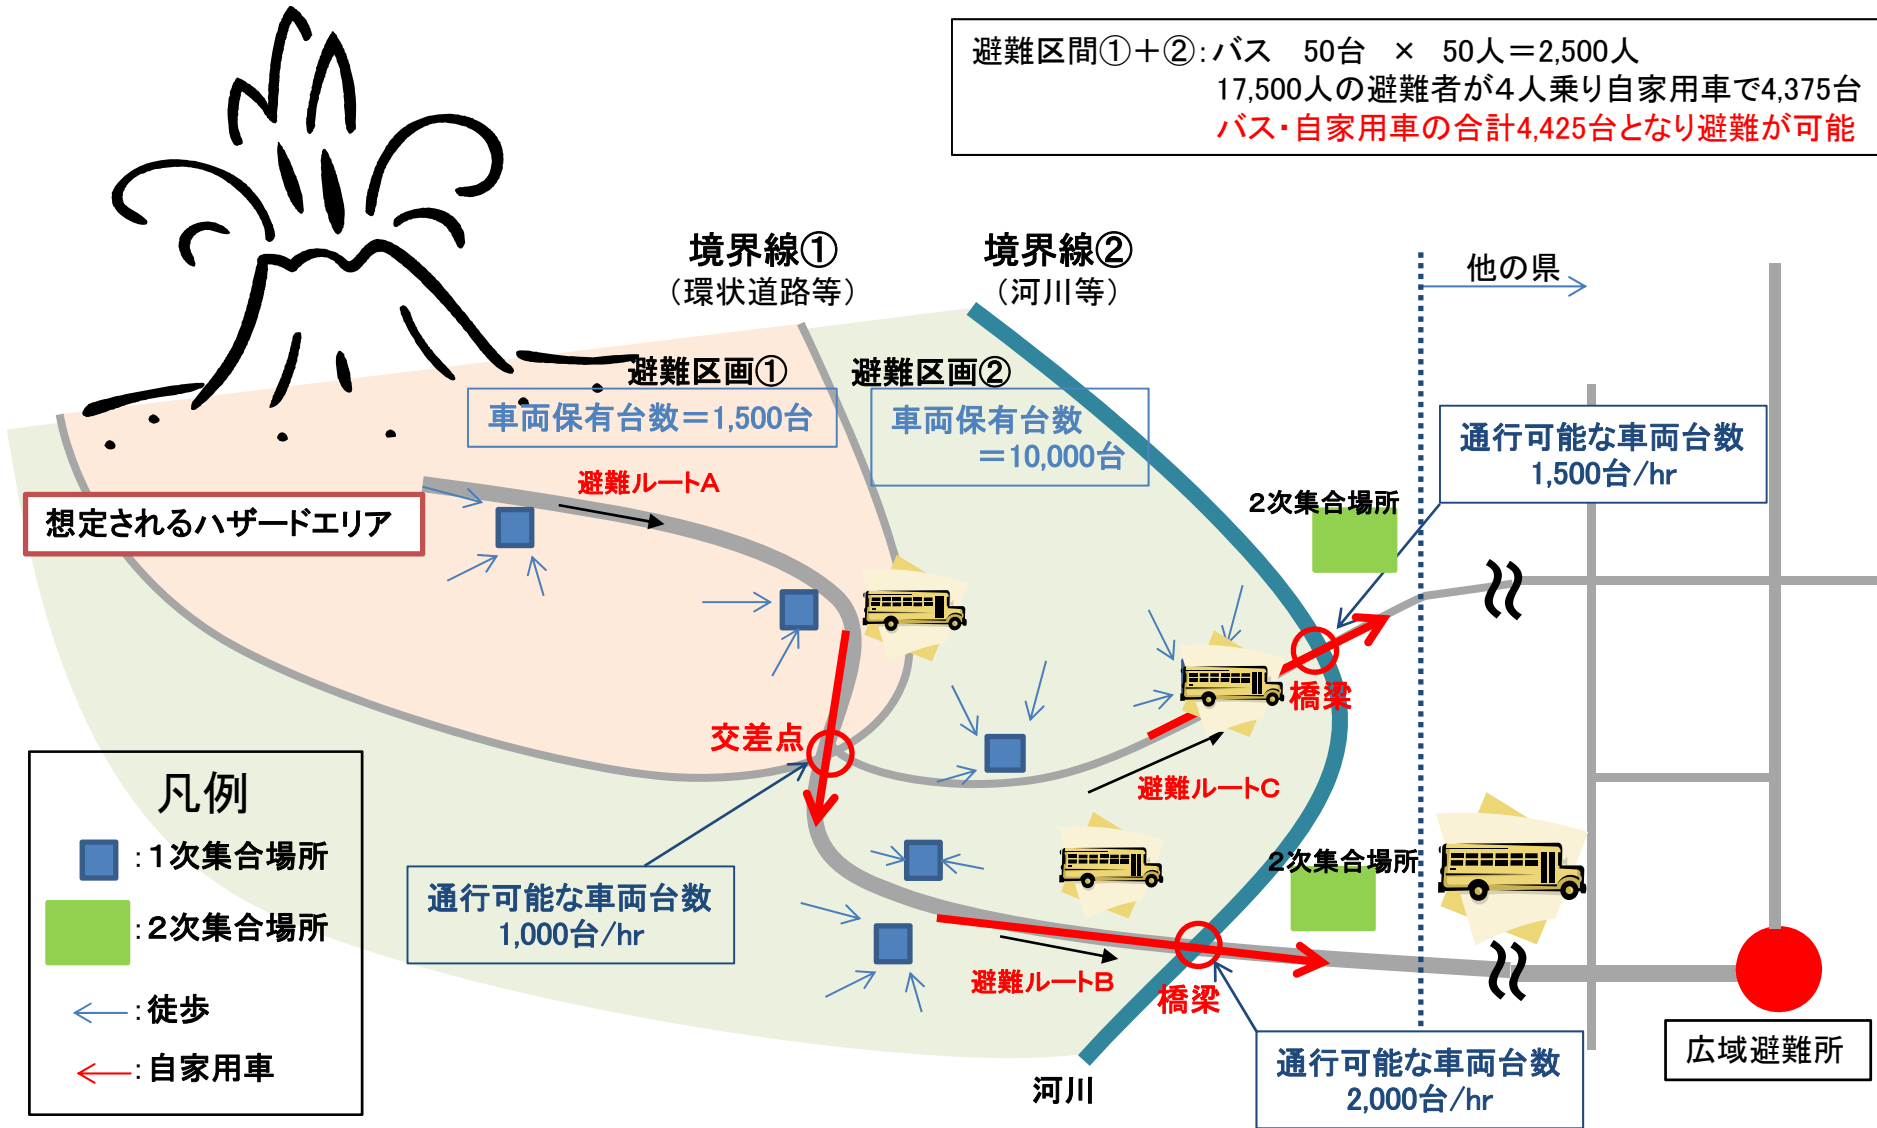 避難区間①＋②：バス　50台　×　50人＝2,500人
17,500人の避難者が４人乗り自家用車で4,375台
バス・自家用車の合計4,425台となり避難が可能
境界線①
（環状道路等）
境界線②
（河川等）
他の県
避難区画①
車両保有台数＝1,500台
避難区画②
車両保有台数
＝10,000台
通行可能な車両台数
1,500台/hr
避難ルートA
２次集合場所
想定されるハザードエリア
橋梁
交差点
避難ルートC
凡例
：１次集合場所
：２次集合場所
：徒歩
：自家用車
２次集合場所
通行可能な車両台数
1,000台/hr
避難ルートB
橋梁
通行可能な車両台数
2,000台/hr
河川
広域避難所